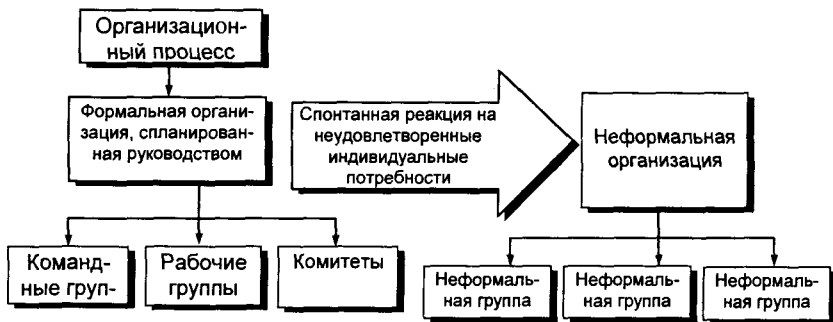 Организацион-
ный процесс
Формальная органи-
зация, спланирован-
ная руководством
Спонтанная реакция на
неудовлетворенные
индивидуальные
потребности
Неформальная
организация
Команд-
ные груп-
Рабочие
группы
Комитеты
Неформаль-
ная группа
Неформаль-
ная группа
Неформаль-
ная группа